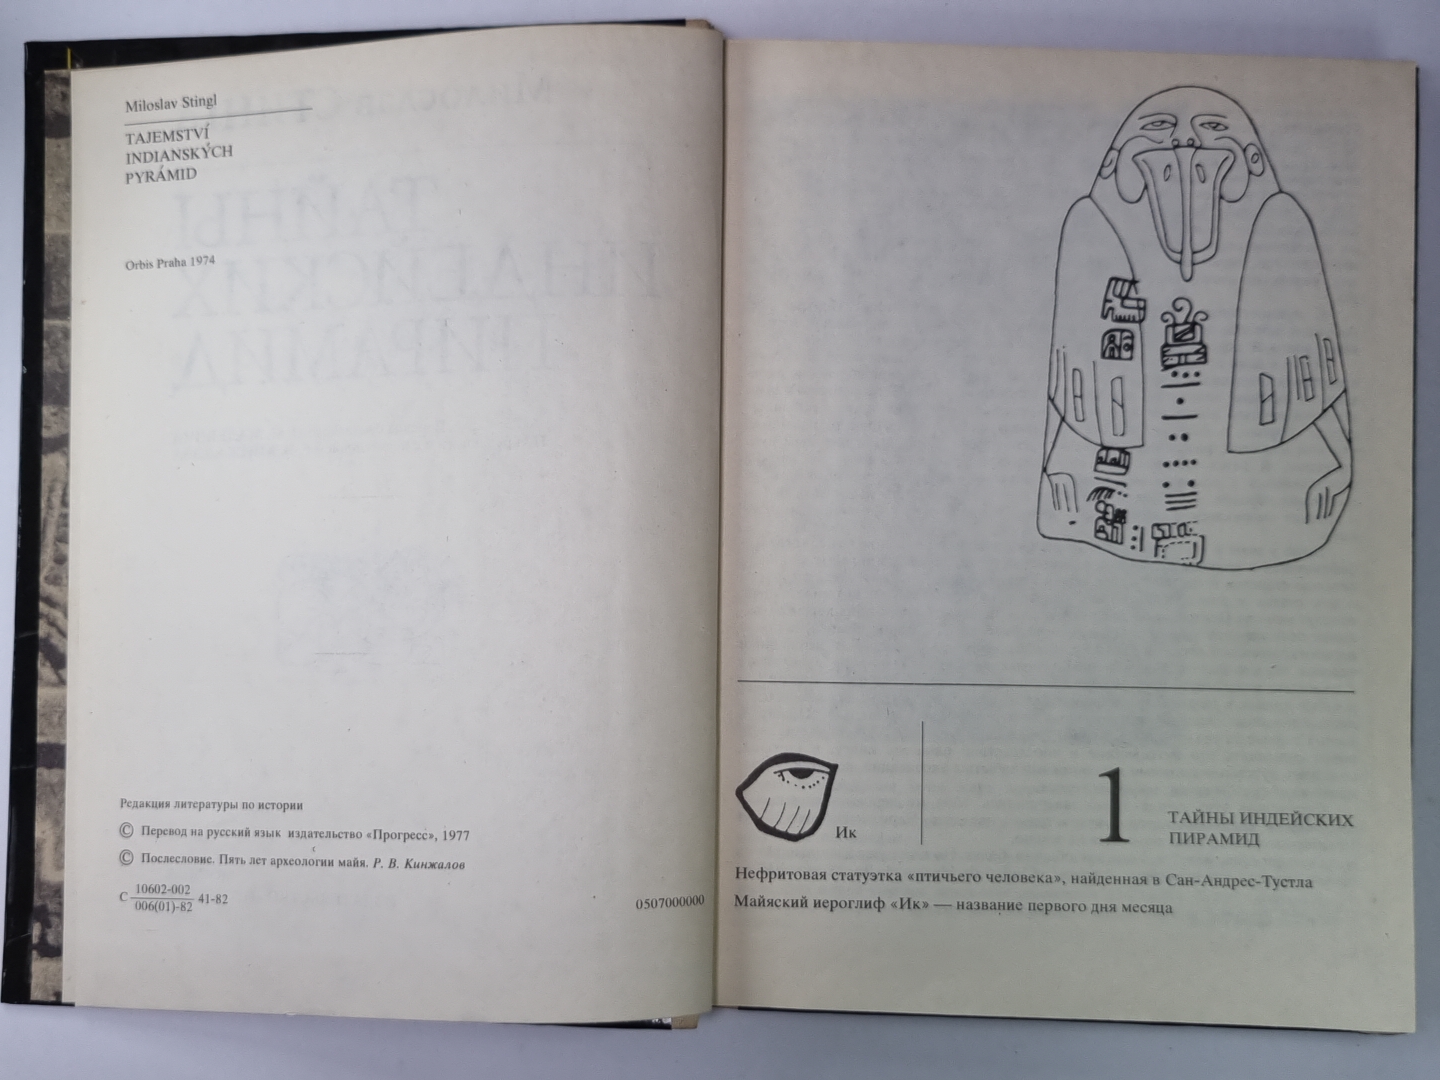 Miloslav Stingl
TAJEMSTVÍ
INDIANSKÝCH
PYRÁMID
Orbis Praha 1974
Редакция литературы по истории
© Перевод на русский язык издательство «Прогресс», 1977
© Послесловие. Пять лет археологии майя. Р. В. Кинжалов
С 10602-002 41-82
006(01)-82
0507000000
Ик
1
ТАЙНЫ ИНДЕЙСКИХ
ПИРАМИД
Нефритовая статуэтка «птичьего человека», найденная в Сан-Андрес-Тустла
Майяский иероглиф «Ик» — название первого дня месяца